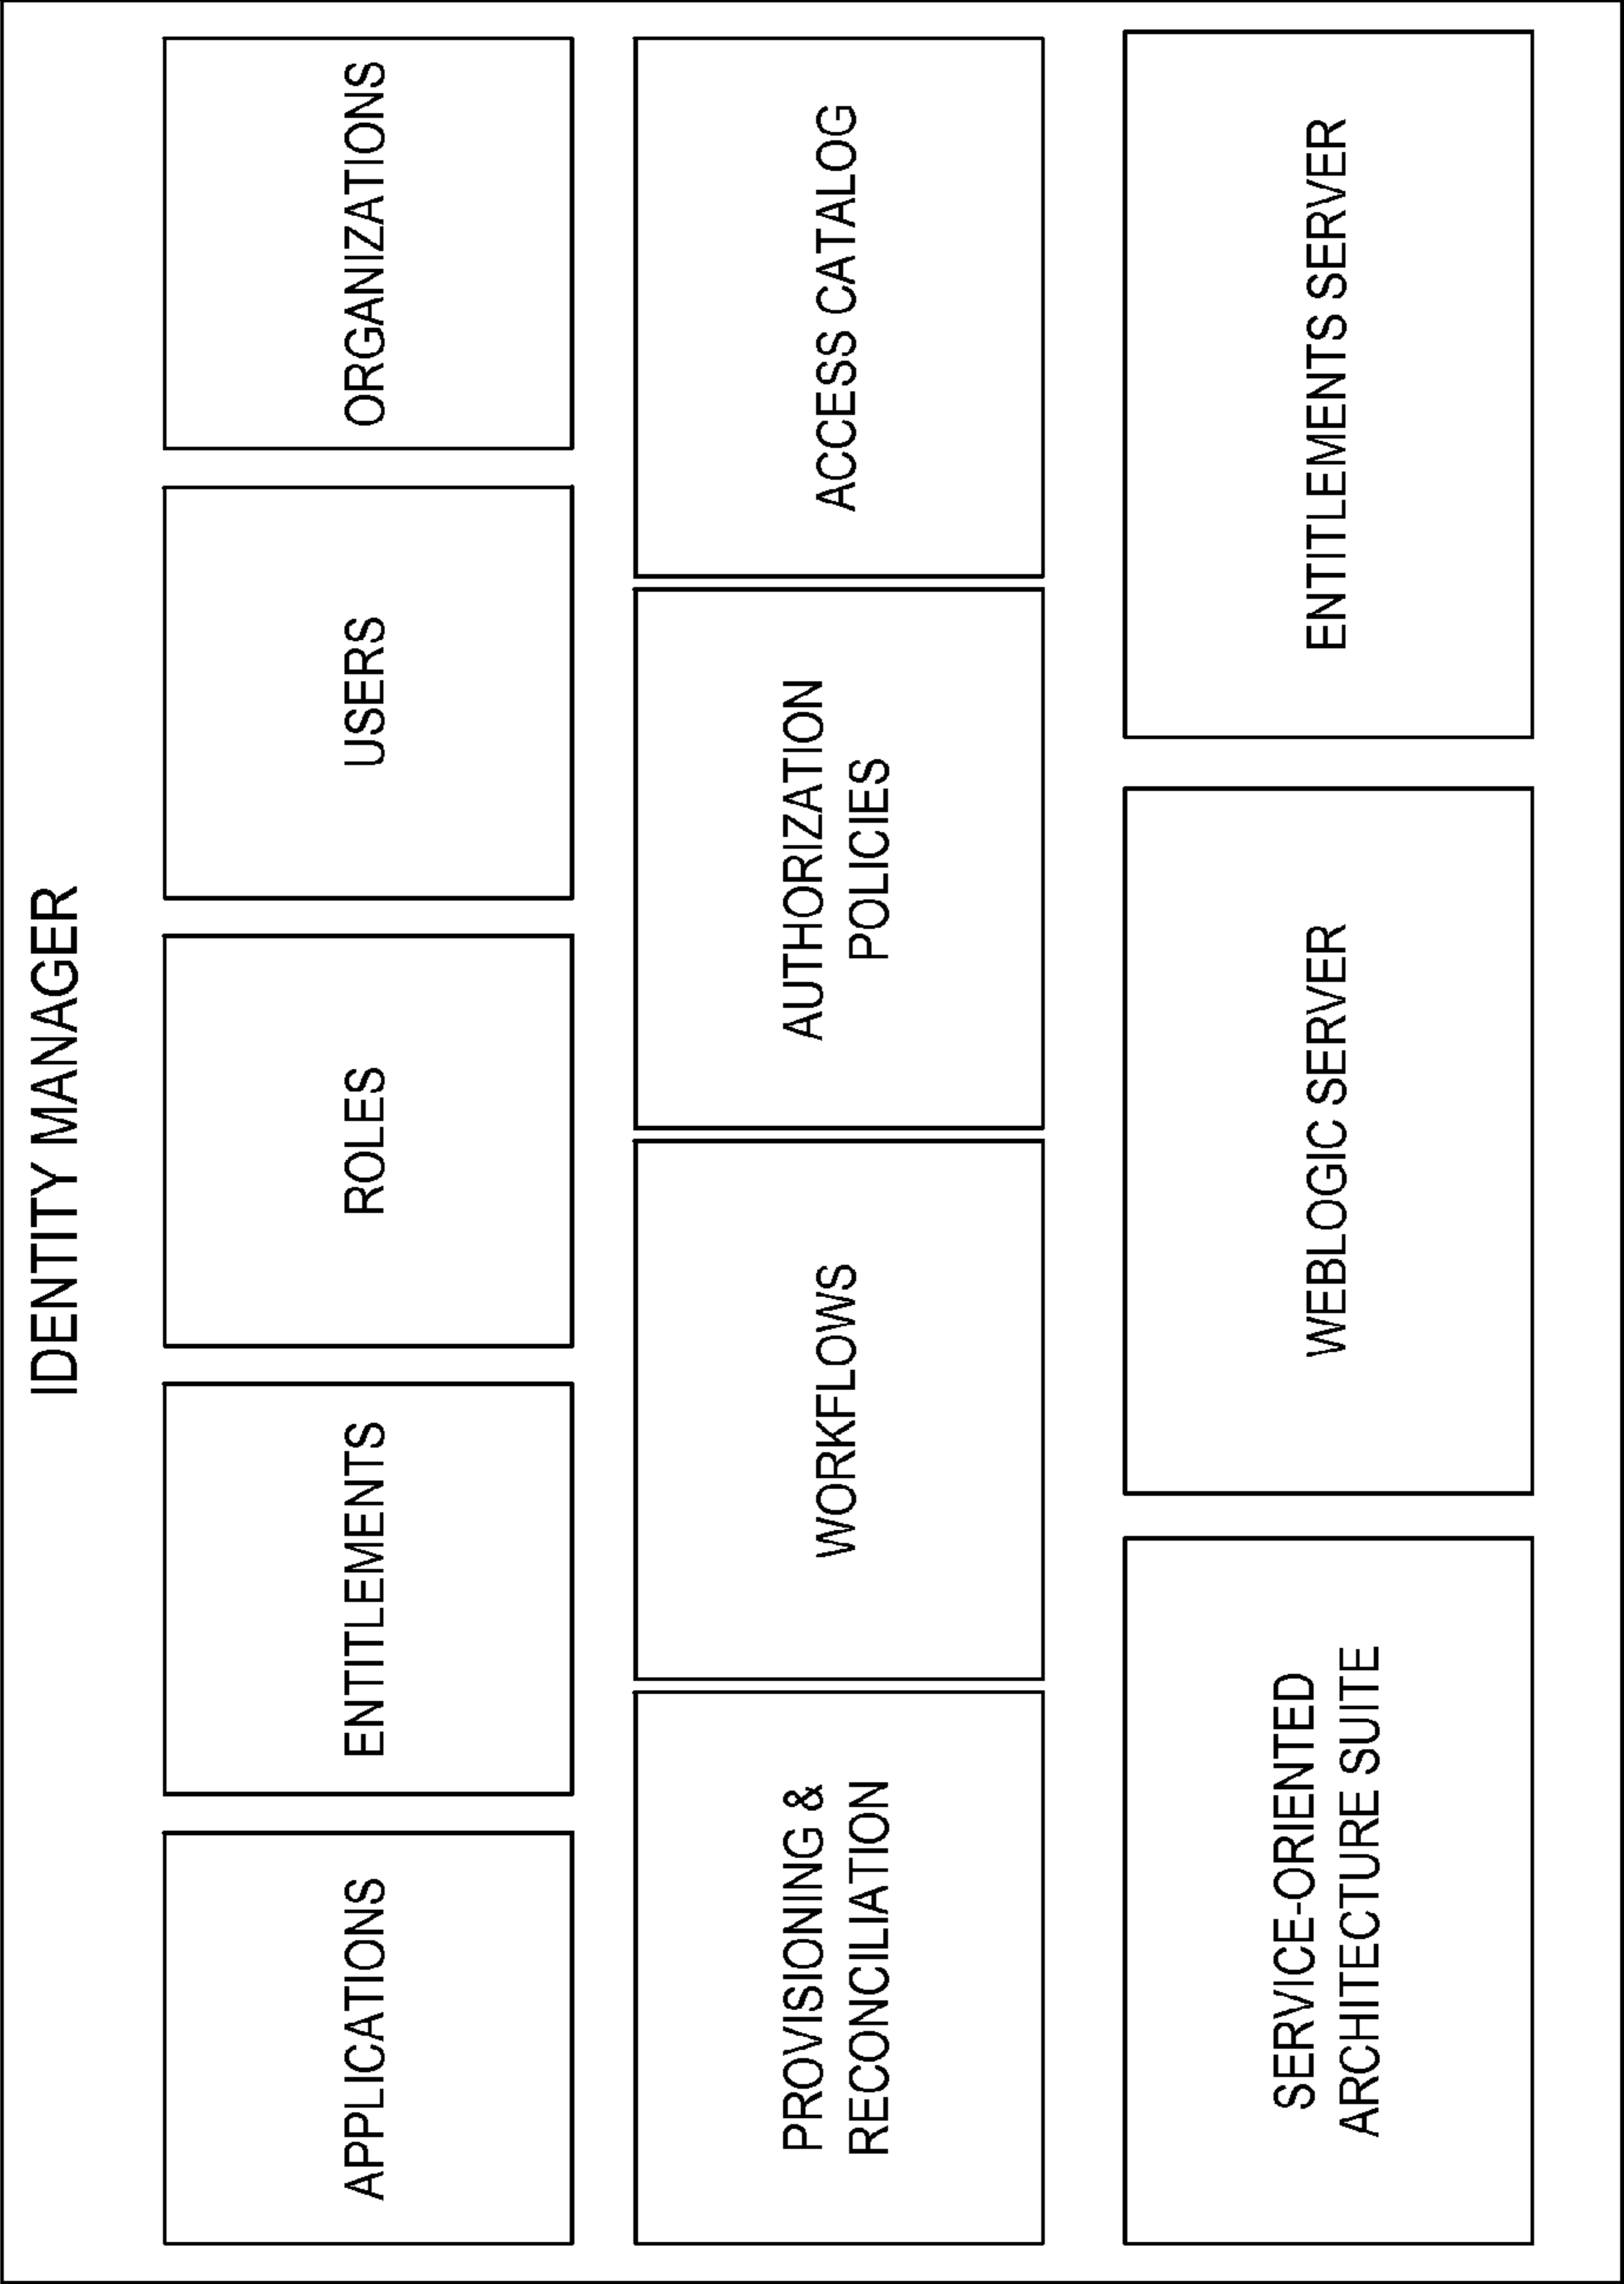 IDENTITY MANAGER
APPLICATIONS
ENTITLEMENTS
ROLES
USERS
ORGANIZATIONS
PROVISIONING &
RECONCILIATION
WORKFLOWS
AUTHORIZATION
POLICIES
ACCESS CATALOG
SERVICE-ORIENTED
ARCHITECTURE SUITE
WEBLOGIC SERVER
ENTITLEMENTS SERVER